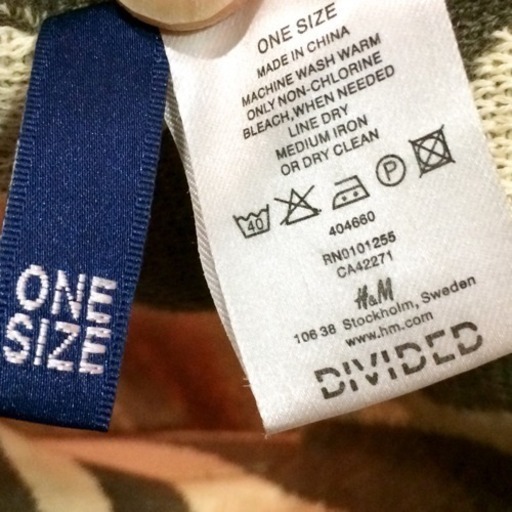 ONE
SIZE
ONE SIZE
MADE IN CHINA
MACHINE WASH WARM
ONLY NON-CHLORINE
BLEACH,WHEN NEEDED
LINE DRY
MEDIUM IRON
OR DRY CLEAN
40 P
404660
RN0101255
CA42271
H&M
106 38 Stockholm, Sweden
www.hm.com
DIVIDED